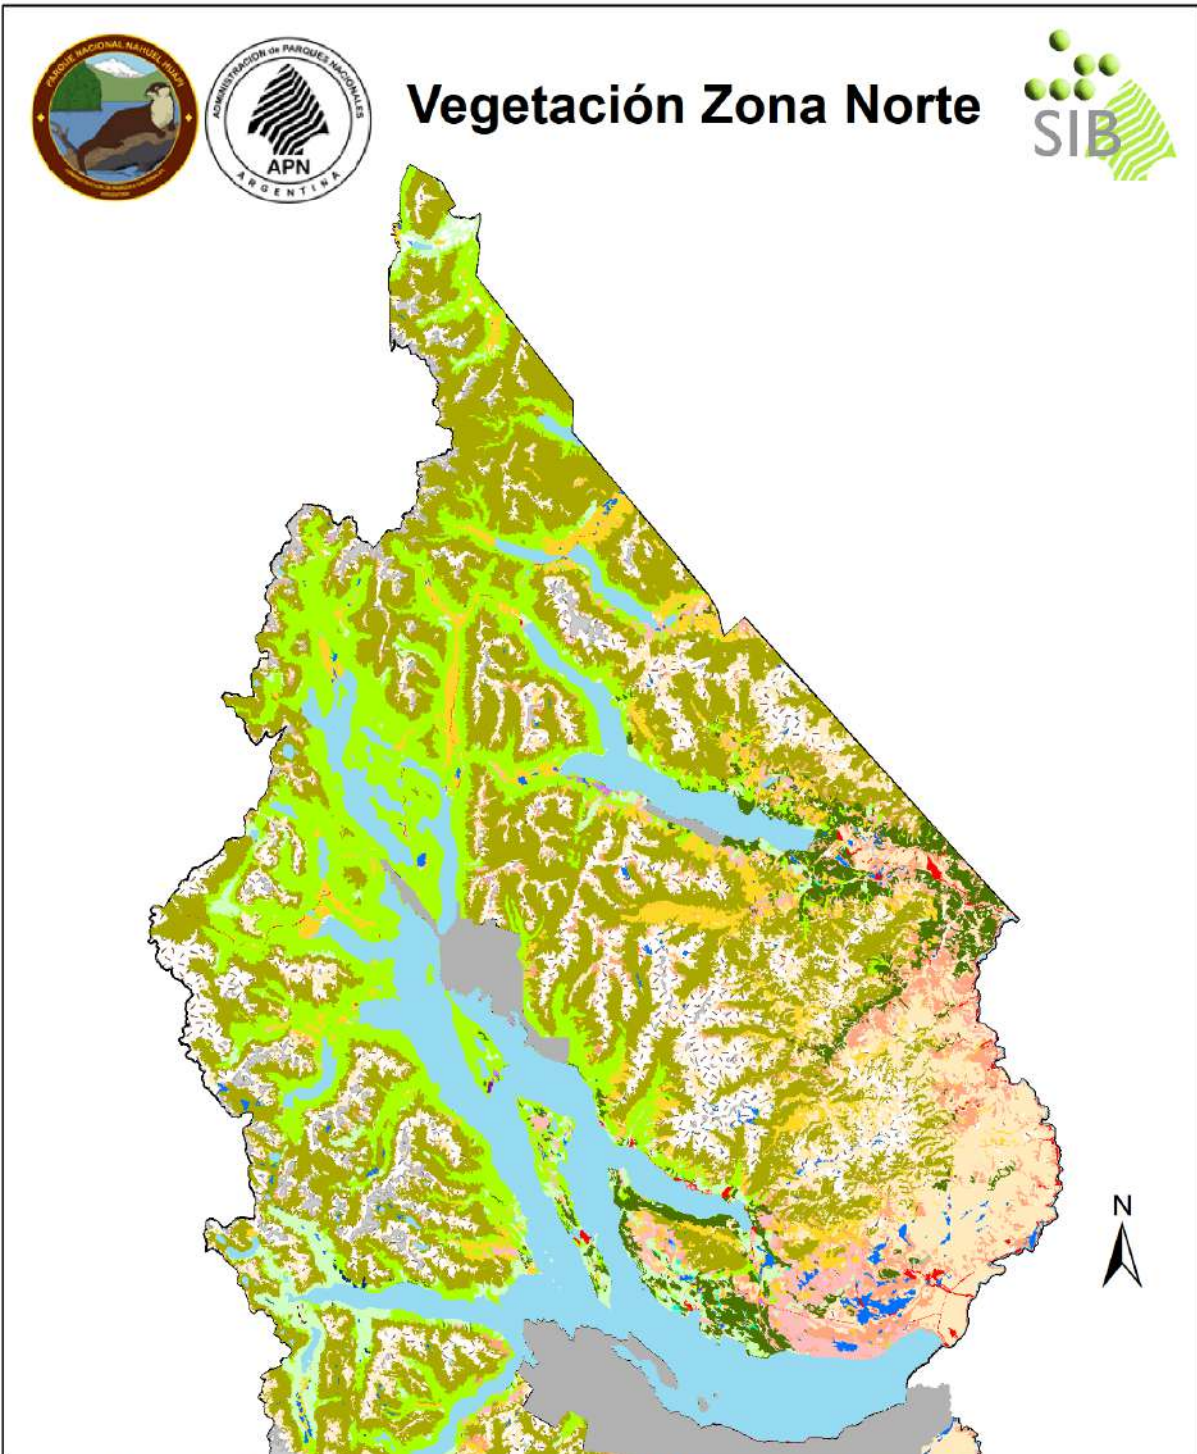 PARQUE NACIONAL NAHUEL HUAPI
ADMINISTRACION de PARQUES NACIONALES
APN
ARGENTINA
Vegetación Zona Norte
SIB
N